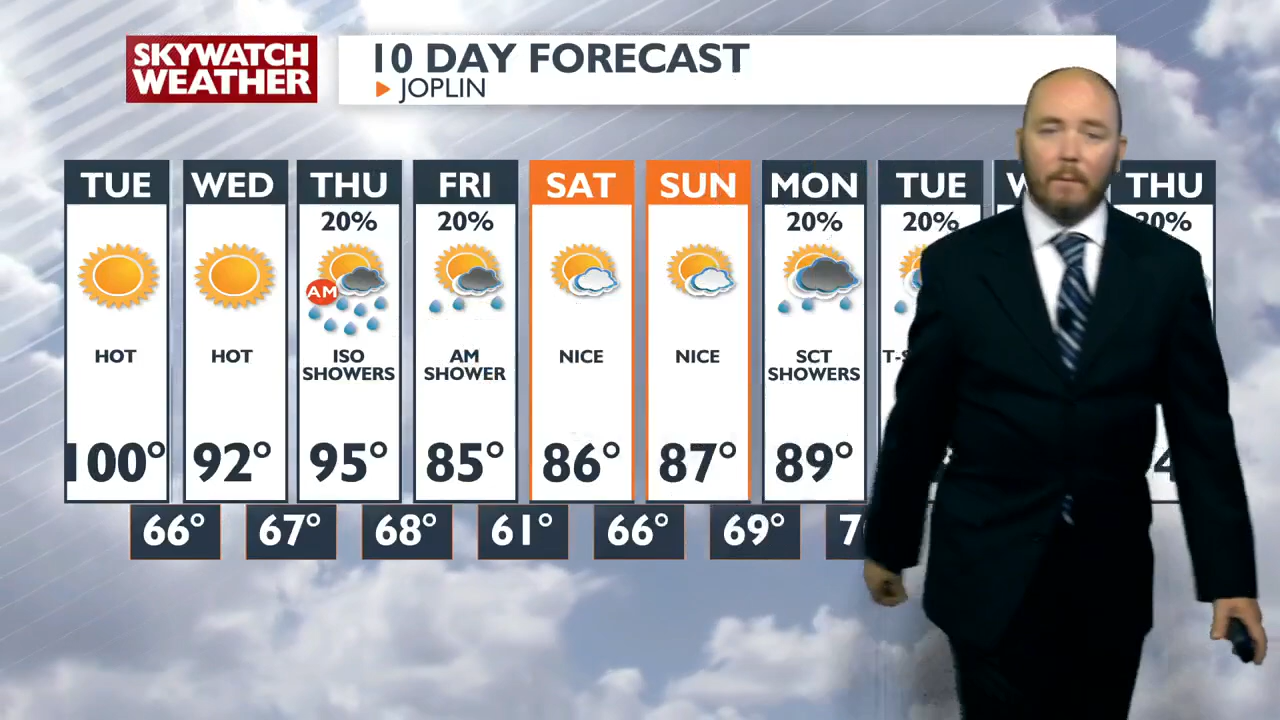 SKYWATCH
WEATHER
10 DAY FORECAST
JOPLIN
TUE WED THU FRI SAT SUN MON TUE THU
20% 20% 20% 20% 20%
AM
HOT HOT ISO SHOWERS AM SHOWER NICE NICE SCT SHOWERS
100° 92° 95° 85° 86° 87° 89°
66° 67° 68° 61° 66° 69°